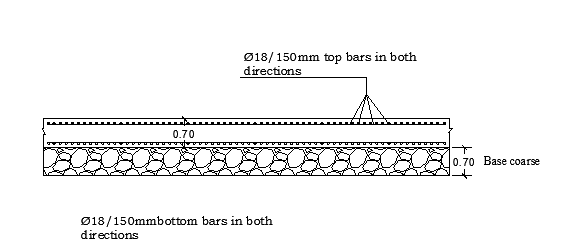 Ø18/150mm top bars in both
directions
0.70
0.70 Base coarse
Ø18/150mmbottom bars in both
directions